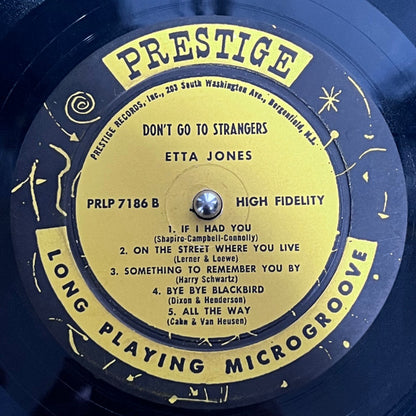 PRESTIGE
PRESTIGE RECORDS, INC., 203 South Washington Ave., Bergenfield, N.J.
DON'T GO TO STRANGERS
ETTA JONES
PRLP 7186 B
HIGH FIDELITY
1. IF I HAD YOU
(Shapiro-Campbell-Connolly)
2. ON THE STREET WHERE YOU LIVE
(Lerner & Loewe)
3. SOMETHING TO REMEMBER YOU BY
(Harry Schwartz)
4. BYE BYE BLACKBIRD
(Dixon & Henderson)
5. ALL THE WAY
(Cahn & Van Heusen)
LONG PLAYING MICROGROOVE